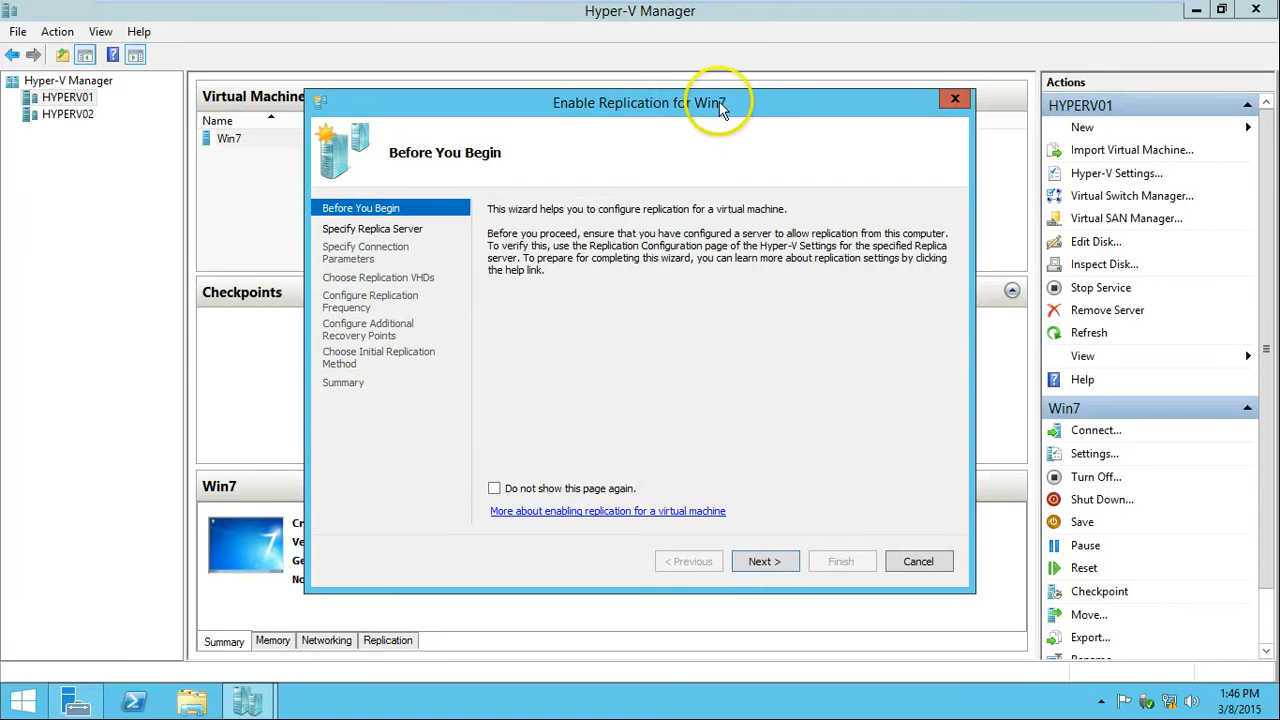 Hyper-V Manager
File Action View Help
Hyper-V Manager
HYPERV01
HYPERV02
Virtual Machine
Name
Win7
Checkpoints
Win7
Summary Memory Networking Replication
Enable Replication for Win7
Before You Begin
Before You Begin
Specify Replica Server
Specify Connection
Parameters
Choose Replication VHDs
Configure Replication
Frequency
Configure Additional
Recovery Points
Choose Initial Replication
Method
Summary
This wizard helps you to configure replication for a virtual machine.
Before you proceed, ensure that you have configured a server to allow replication from this computer.
To verify this, use the Replication Configuration page of the Hyper-V Settings for the specified Replica
server. To prepare for completing this wizard, you can learn more about replication settings by clicking
the help link.
Do not show this page again.
More about enabling replication for a virtual machine
< Previous Next > Finish Cancel
Actions
HYPERV01
New
Import Virtual Machine...
Hyper-V Settings...
Virtual Switch Manager...
Virtual SAN Manager...
Edit Disk...
Inspect Disk...
Stop Service
Remove Server
Refresh
View
Help
Win7
Connect...
Settings...
Turn Off...
Shut Down...
Save
Pause
Reset
Checkpoint
Move...
Export...
1:46 PM
3/8/2015